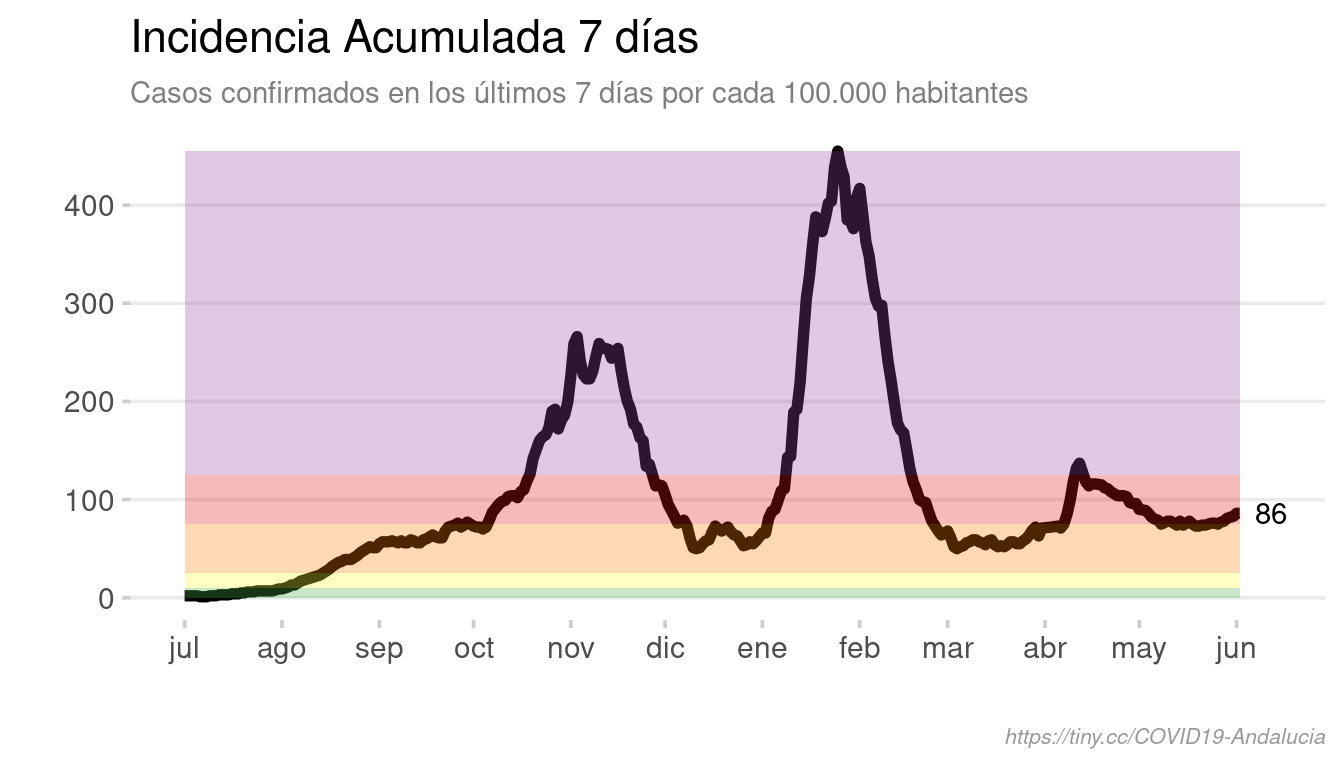 Incidencia Acumulada 7 días
Casos confirmados en los últimos 7 días por cada 100.000 habitantes
400
300
200
100
0
86
jul ago sep oct nov dic ene feb mar abr may jun
https://tiny.cc/COVID19-Andalucia